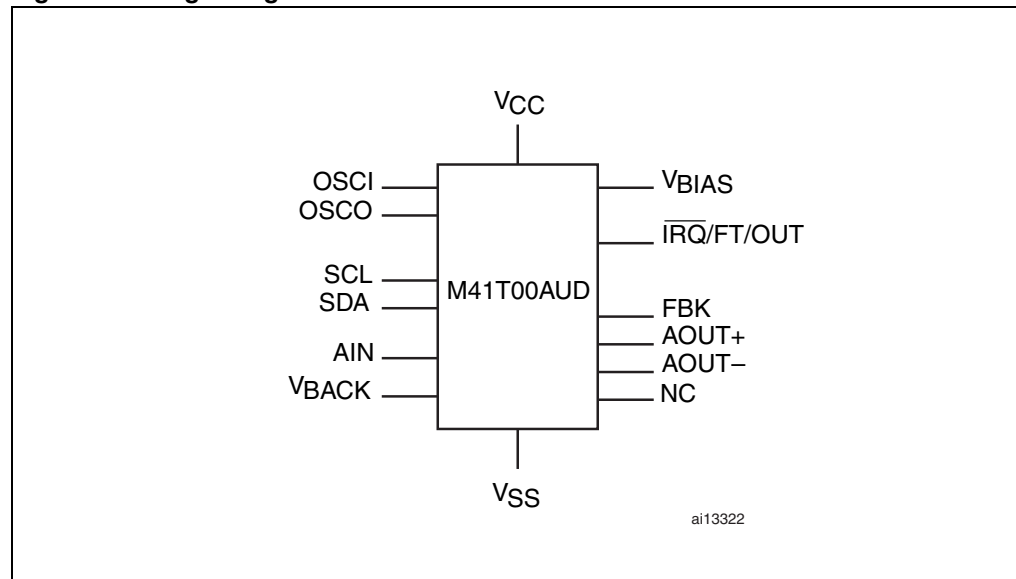 VCC
OSCI
OSCO
SCL
SDA
AIN
VBACK
M41T00AUD
VBIAS
IRQ/FT/OUT
FBK
AOUT+
AOUT–
NC
VSS
ai13322